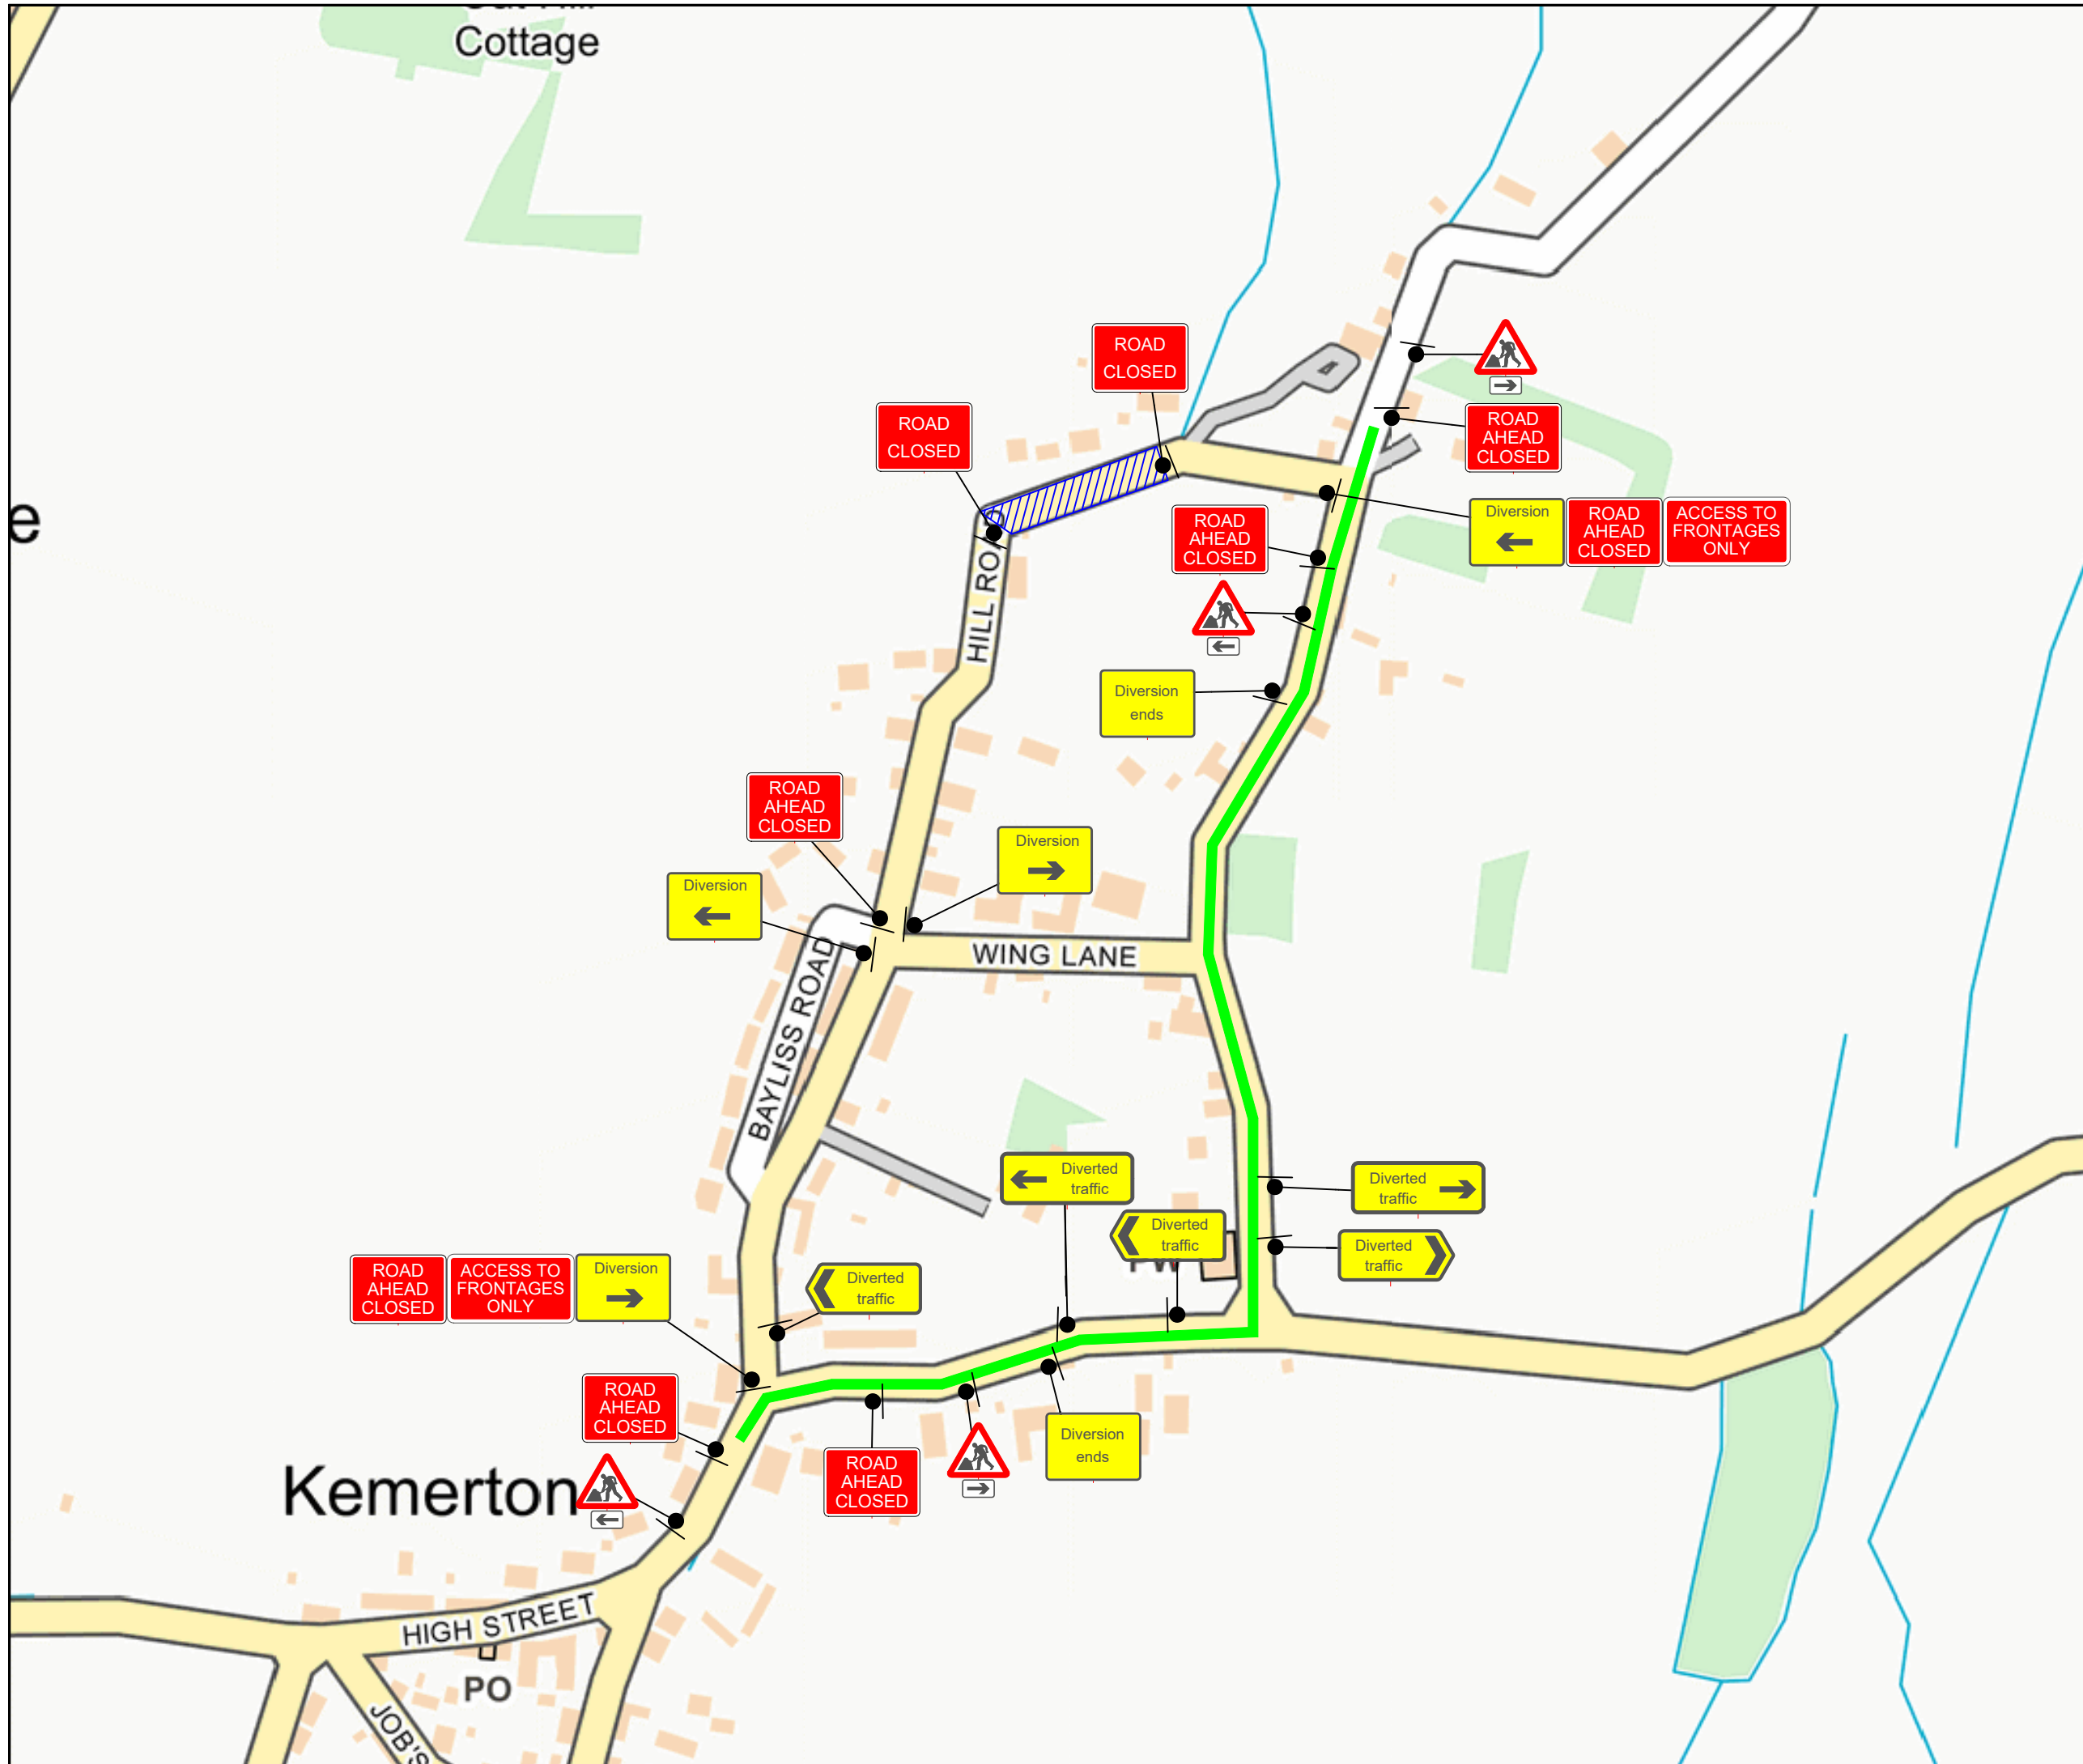 Cottage
ROAD
CLOSED
ROAD
CLOSED
ROAD
AHEAD
CLOSED
e
Diversion
ROAD
AHEAD
CLOSED
ACCESS TO
FRONTAGES
ONLY
ROAD
AHEAD
CLOSED
HILL ROAD
Diversion
ends
ROAD
AHEAD
CLOSED
Diversion
Diversion
WING LANE
BAYLISS ROAD
Diverted
traffic
Diverted
traffic
Diverted
traffic
Diverted
traffic
PW
ROAD
AHEAD
CLOSED
ACCESS TO
FRONTAGES
ONLY
Diversion
Diverted
traffic
ROAD
AHEAD
CLOSED
Diversion
ends
ROAD
AHEAD
CLOSED
Kemerton
HIGH STREET
PO
JOB'S